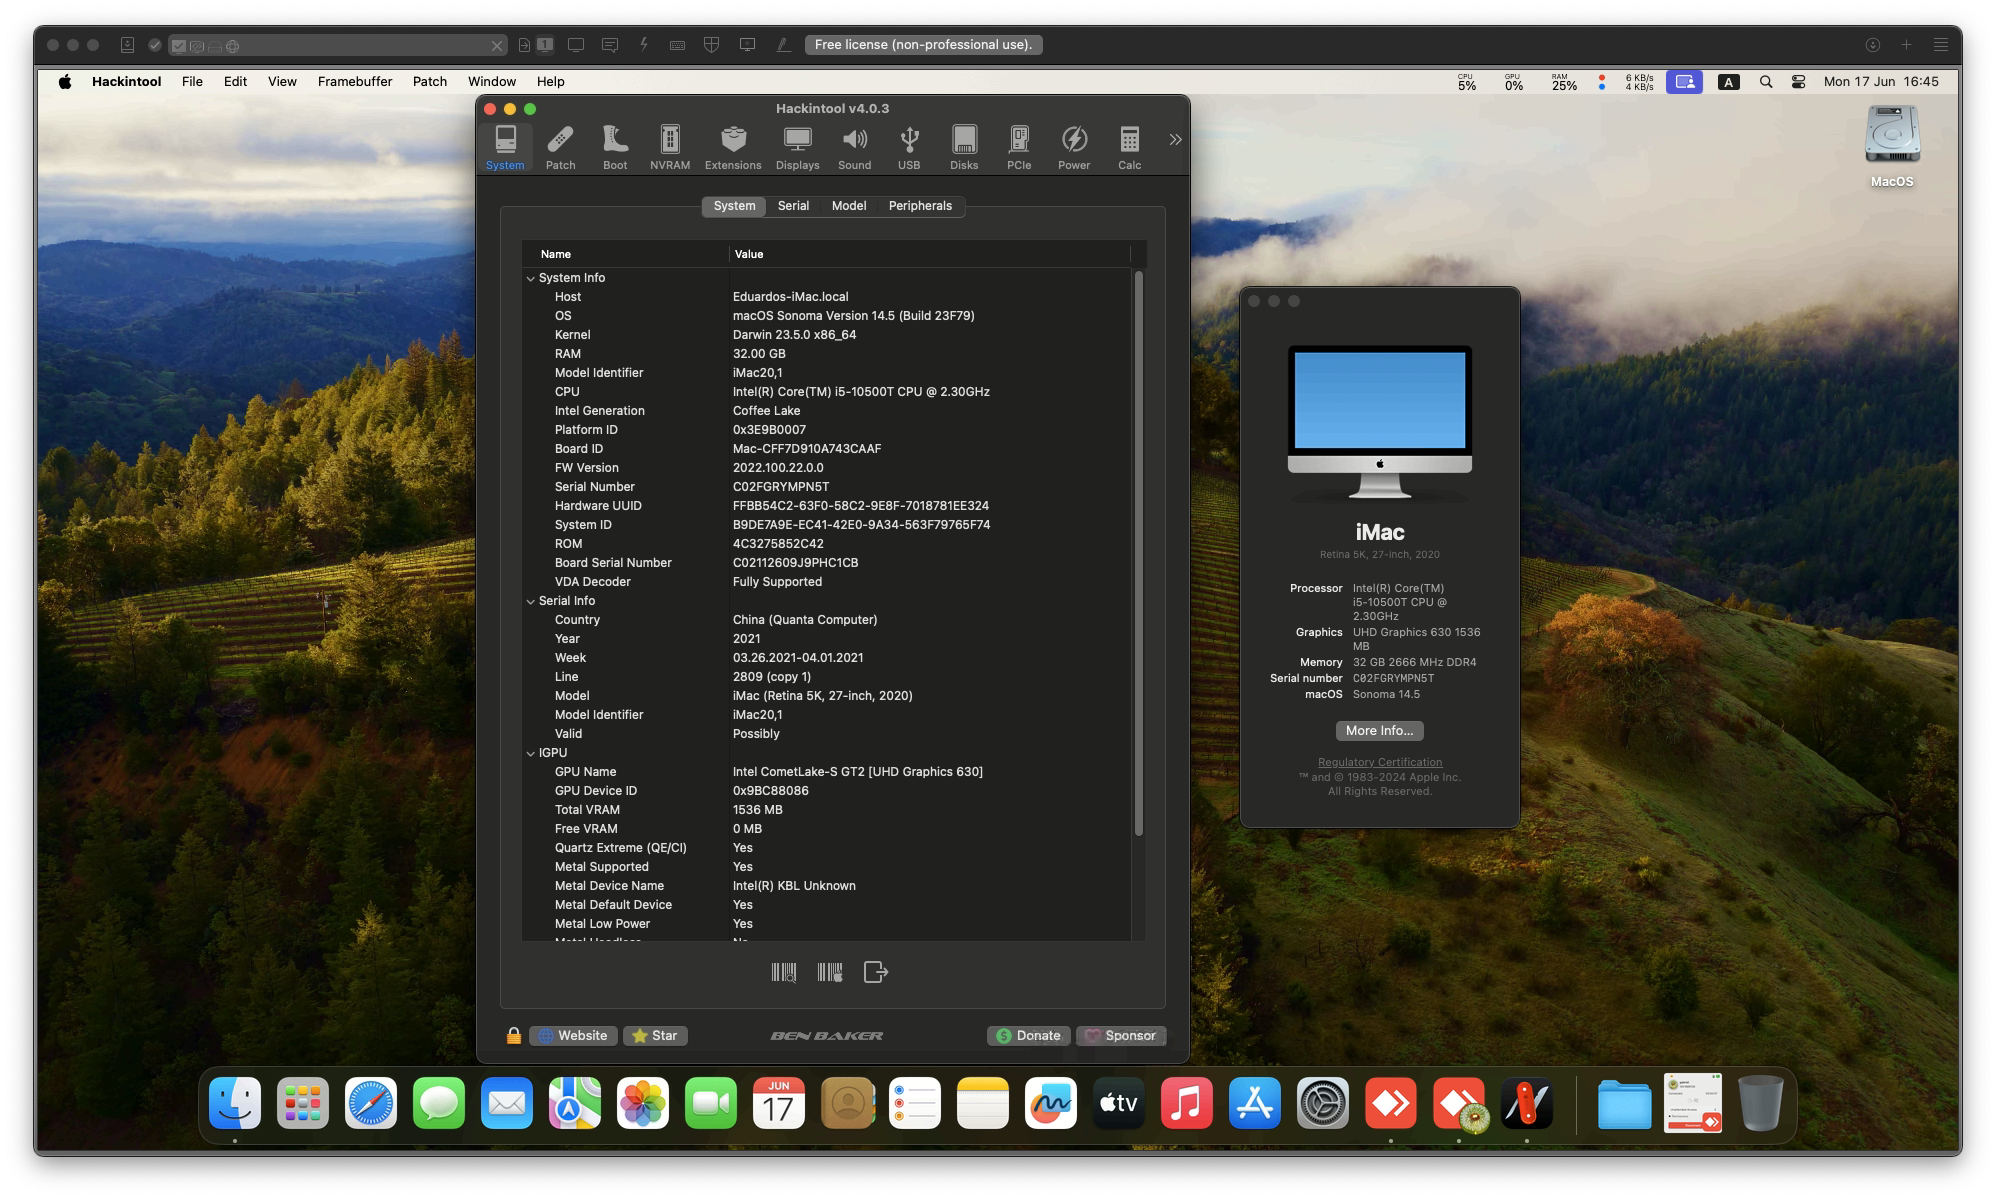 1
Free license (non-professional use).
Hackintool File Edit View Framebuffer Patch Window Help
CPU 5% GPU 0% RAM 25% 6 KB/s 4 KB/s A Mon 17 Jun 16:45
Hackintool v4.0.3
System Patch Boot NVRAM Extensions Displays Sound USB Disks PCIe Power Calc
MacOS
System Serial Model Peripherals
Name Value
System Info
Host Eduardos-iMac.local
OS macOS Sonoma Version 14.5 (Build 23F79)
Kernel Darwin 23.5.0 x86_64
RAM 32.00 GB
Model Identifier iMac20,1
CPU Intel(R) Core(TM) i5-10500T CPU @ 2.30GHz
Intel Generation Coffee Lake
Platform ID 0x3E9B0007
Board ID Mac-CFF7D910A743CAAF
FW Version 2022.100.22.0.0
Serial Number C02FGRYMPN5T
Hardware UUID FFBB54C2-63F0-58C2-9E8F-7018781EE324
System ID B9DE7A9E-EC41-42E0-9A34-563F79765F74
ROM 4C3275852C42
Board Serial Number C02112609J9PHC1CB
VDA Decoder Fully Supported
Serial Info
Country China (Quanta Computer)
Year 2021
Week 03.26.2021-04.01.2021
Line 2809 (copy 1)
Model iMac (Retina 5K, 27-inch, 2020)
Model Identifier iMac20,1
Valid Possibly
IGPU
GPU Name Intel CometLake-S GT2 [UHD Graphics 630]
GPU Device ID 0x9BC88086
Total VRAM 1536 MB
Free VRAM 0 MB
Quartz Extreme (QE/CI) Yes
Metal Supported Yes
Metal Device Name Intel(R) KBL Unknown
Metal Default Device Yes
Metal Low Power Yes
Metal Headless No
Website Star BEN BAKER Donate Sponsor
iMac
Retina 5K, 27-inch, 2020
Processor Intel(R) Core(TM)
i5-10500T CPU @
2.30GHz
Graphics UHD Graphics 630 1536
MB
Memory 32 GB 2666 MHz DDR4
Serial number C02FGRYMPN5T
macOS Sonoma 14.5
More Info...
Regulatory Certification
™ and © 1983-2024 Apple Inc.
All Rights Reserved.
JUN
17
tv